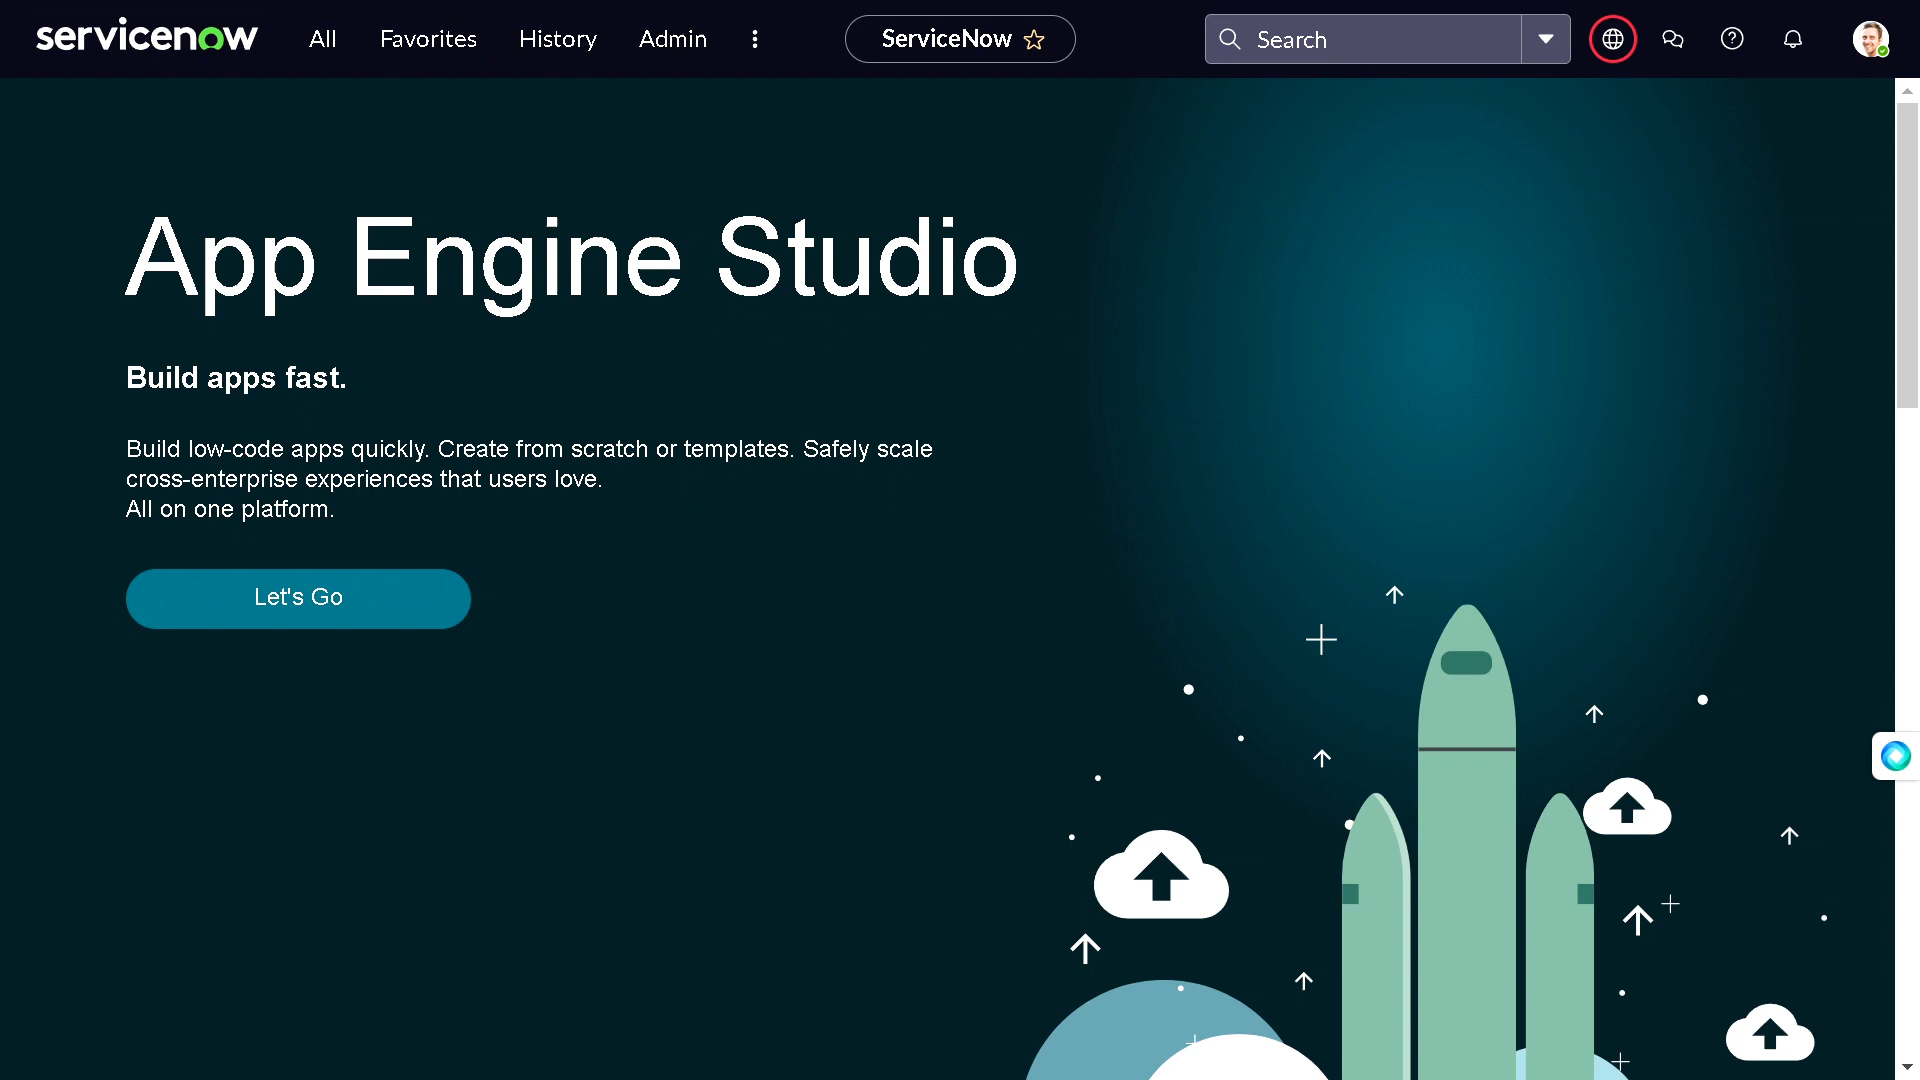 servicenow All Favorites History Admin ServiceNow Search
App Engine Studio
Build apps fast.
Build low-code apps quickly. Create from scratch or templates. Safely scale
cross-enterprise experiences that users love.
All on one platform.
Let's Go